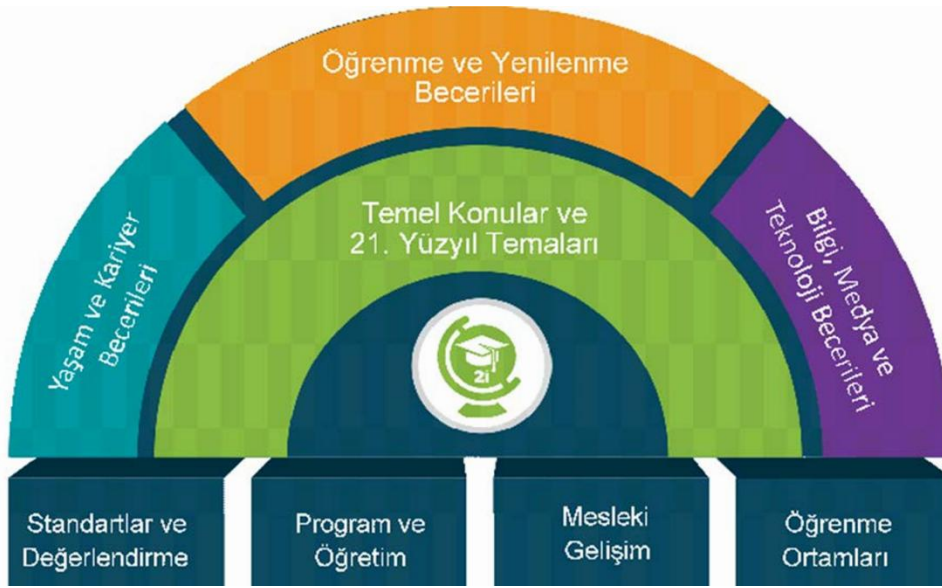 Öğrenme ve Yenilenme
Becerileri
Yaşam ve Kariyer
Becerileri
Temel Konular ve
21. Yüzyıl Temaları
Bilgi, Medya ve
Teknoloji Becerileri
2i
Standartlar ve
Değerlendirme
Program ve
Öğretim
Mesleki
Gelişim
Öğrenme
Ortamları